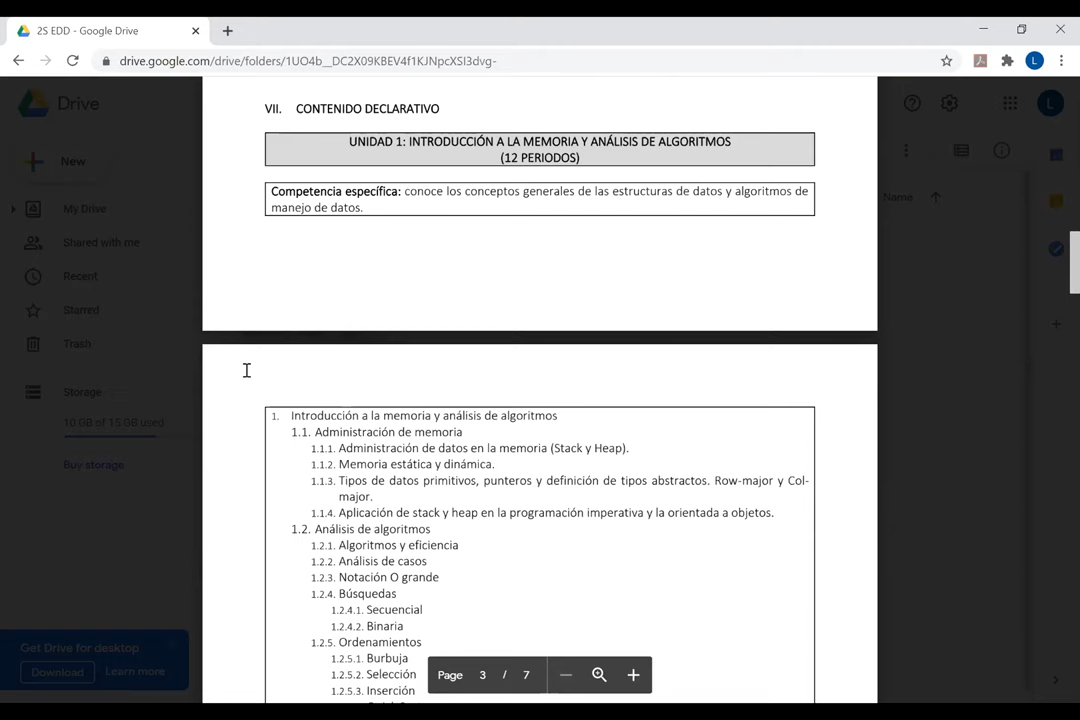 2S EDD - Google Drive
drive.google.com/drive/folders/1UO4b__DC2X09KBEV4f1KJNpcXSI3dvg-
L
Drive
L
New
My Drive
Shared with me
Recent
Starred
Trash
Storage
10 GB of 15 GB used
Buy storage
Name
VII. CONTENIDO DECLARATIVO
UNIDAD 1: INTRODUCCIÓN A LA MEMORIA Y ANÁLISIS DE ALGORITMOS
(12 PERIODOS)
Competencia específica: conoce los conceptos generales de las estructuras de datos y algoritmos de
manejo de datos.
1. Introducción a la memoria y análisis de algoritmos
1.1. Administración de memoria
1.1.1. Administración de datos en la memoria (Stack y Heap).
1.1.2. Memoria estática y dinámica.
1.1.3. Tipos de datos primitivos, punteros y definición de tipos abstractos. Row-major y Col-
major.
1.1.4. Aplicación de stack y heap en la programación imperativa y la orientada a objetos.
1.2. Análisis de algoritmos
1.2.1. Algoritmos y eficiencia
1.2.2. Análisis de casos
1.2.3. Notación O grande
1.2.4. Búsquedas
1.2.4.1. Secuencial
1.2.4.2. Binaria
1.2.5. Ordenamientos
1.2.5.1. Burbuja
1.2.5.2. Selección
1.2.5.3. Inserción
Page 3 / 7
Get Drive for desktop
Download Learn more